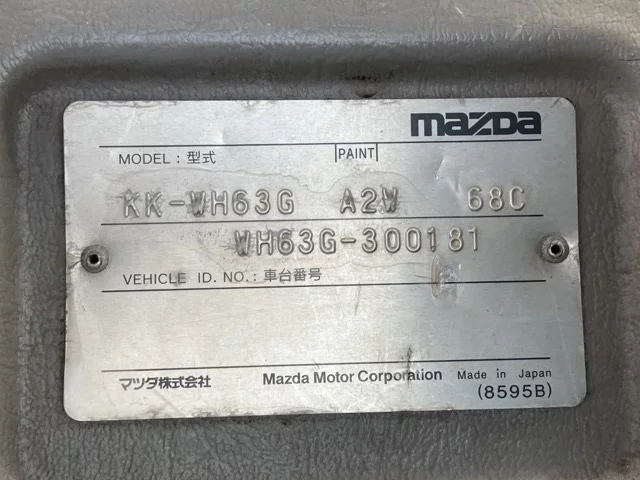 mazda
MODEL : 型式 |PAINT|
KK-WH63G A2W 68C
WH63G-300181
VEHICLE ID. NO. : 車台番号
マツダ株式会社 Mazda Motor Corporation Made in Japan
(8595B)